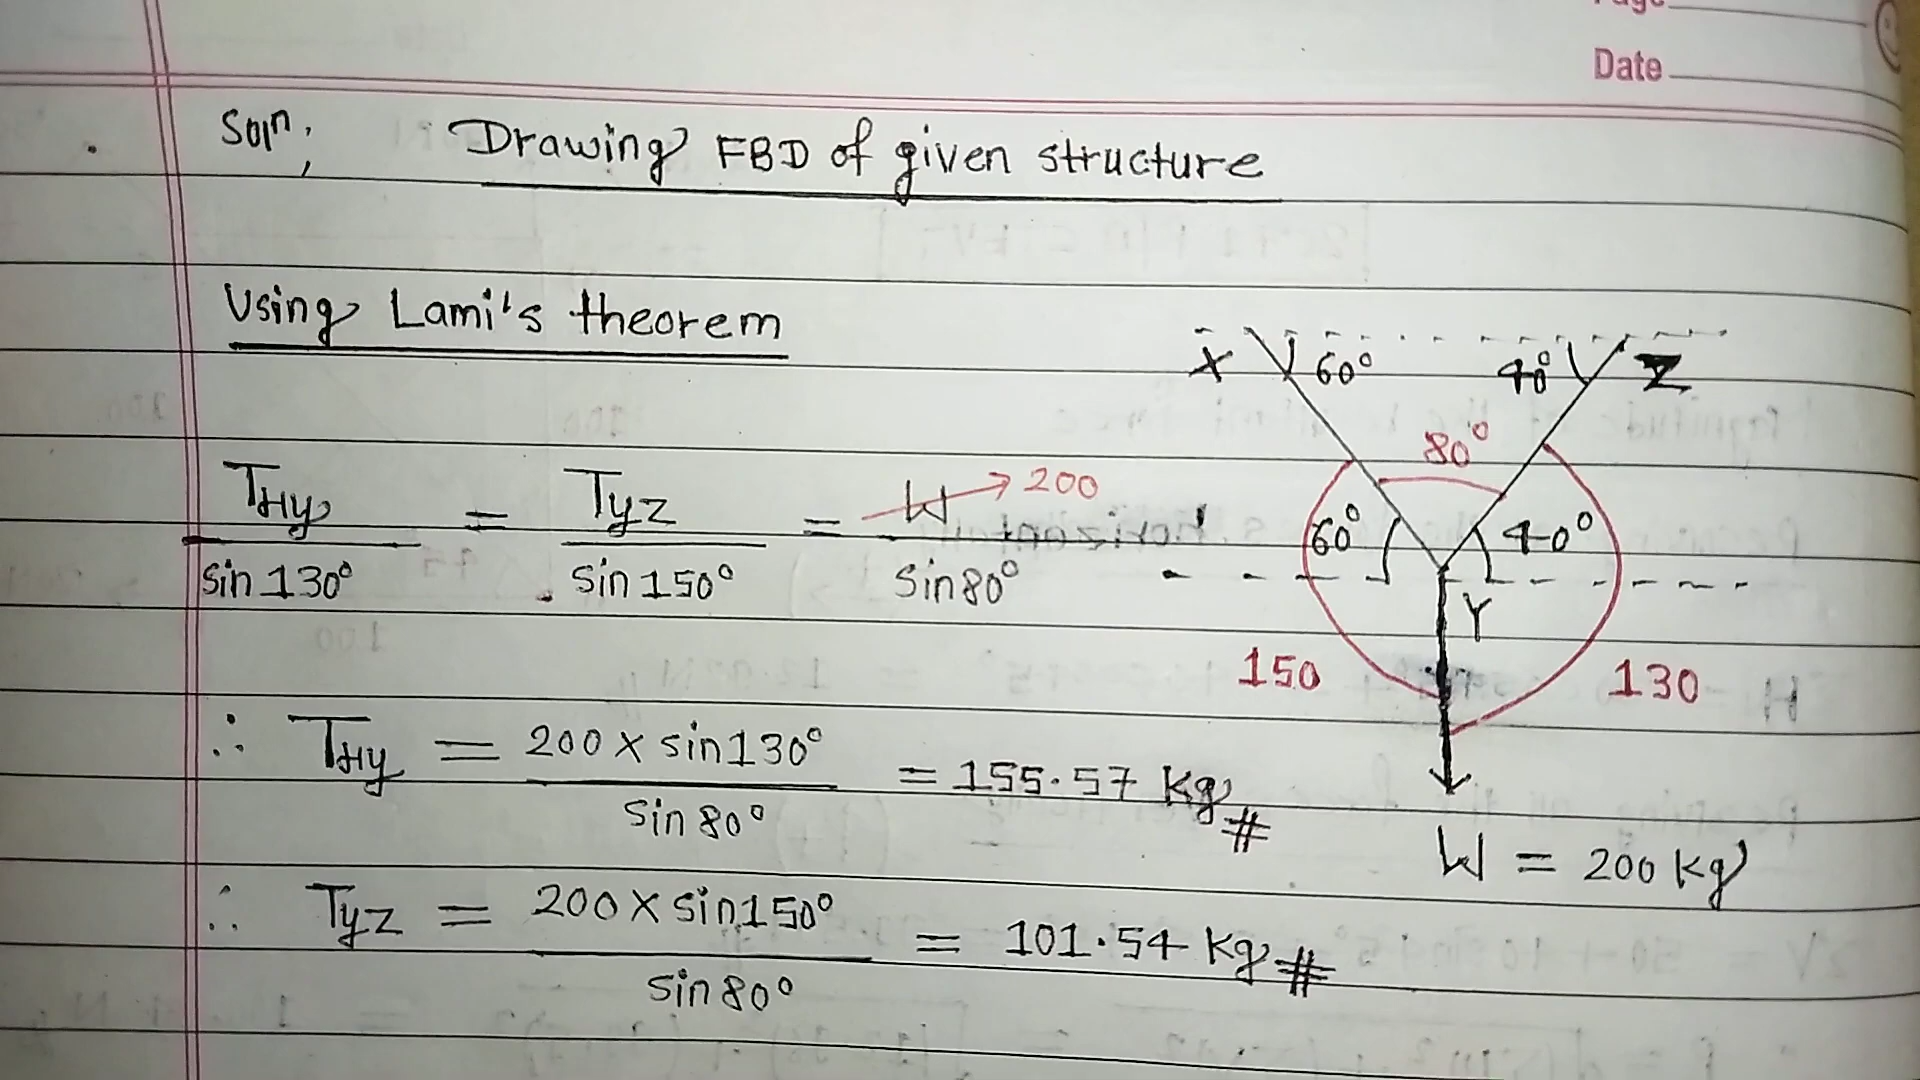 Page
Date
Soln; Drawing FBD of given structure
Using Lami's theorem
X 60° 40° Z
80°
THy / sin 130° = Tyz / sin 150° = W → 200 / sin 80°
60° 40°
Y
150 130
∴ THy = 200 x sin 130° / sin 80° = 155.57 kg #
W = 200 kg
∴ Tyz = 200 x sin 150° / sin 80° = 101.54 kg #